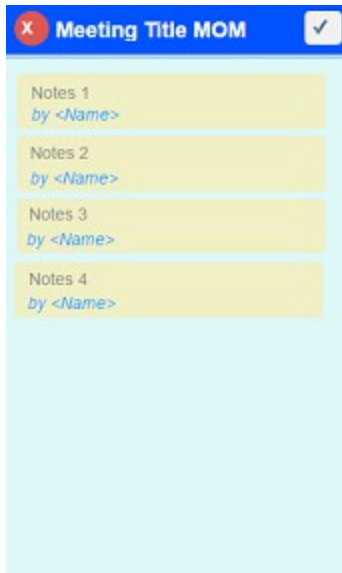 X Meeting Title MOM ✓
Notes 1
by <Name>
Notes 2
by <Name>
Notes 3
by <Name>
Notes 4
by <Name>